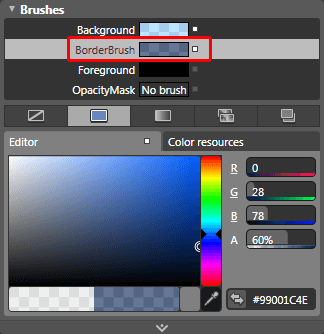 Brushes
Background
BorderBrush
Foreground
OpacityMask No brush
Editor Color resources
R 0
G 28
B 78
A 60%
#99001C4E